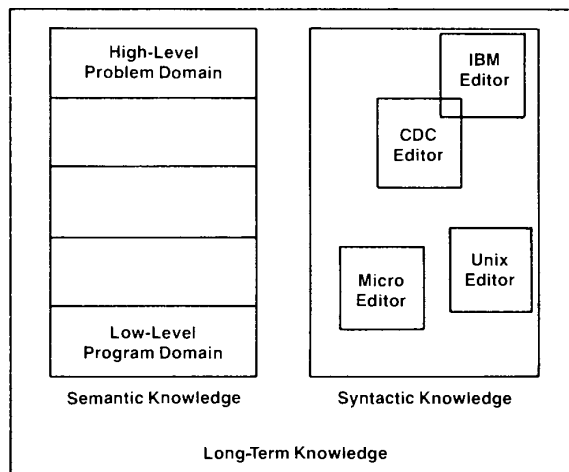 High-Level
Problem Domain
Low-Level
Program Domain
Semantic Knowledge
IBM
Editor
CDC
Editor
Micro
Editor
Unix
Editor
Syntactic Knowledge
Long-Term Knowledge